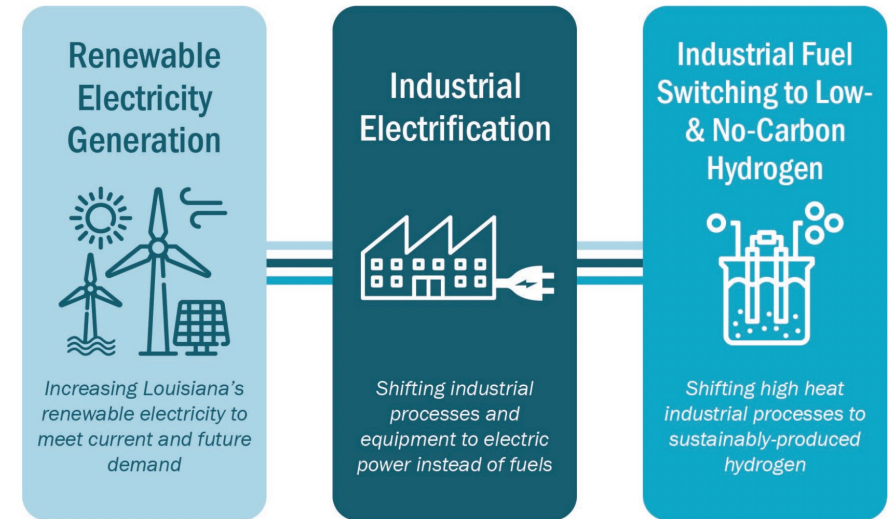 Renewable
Electricity
Generation
Increasing Louisiana's
renewable electricity to
meet current and future
demand
Industrial
Electrification
Shifting industrial
processes and
equipment to electric
power instead of fuels
Industrial Fuel
Switching to Low-
& No-Carbon
Hydrogen
Shifting high heat
industrial processes to
sustainably-produced
hydrogen